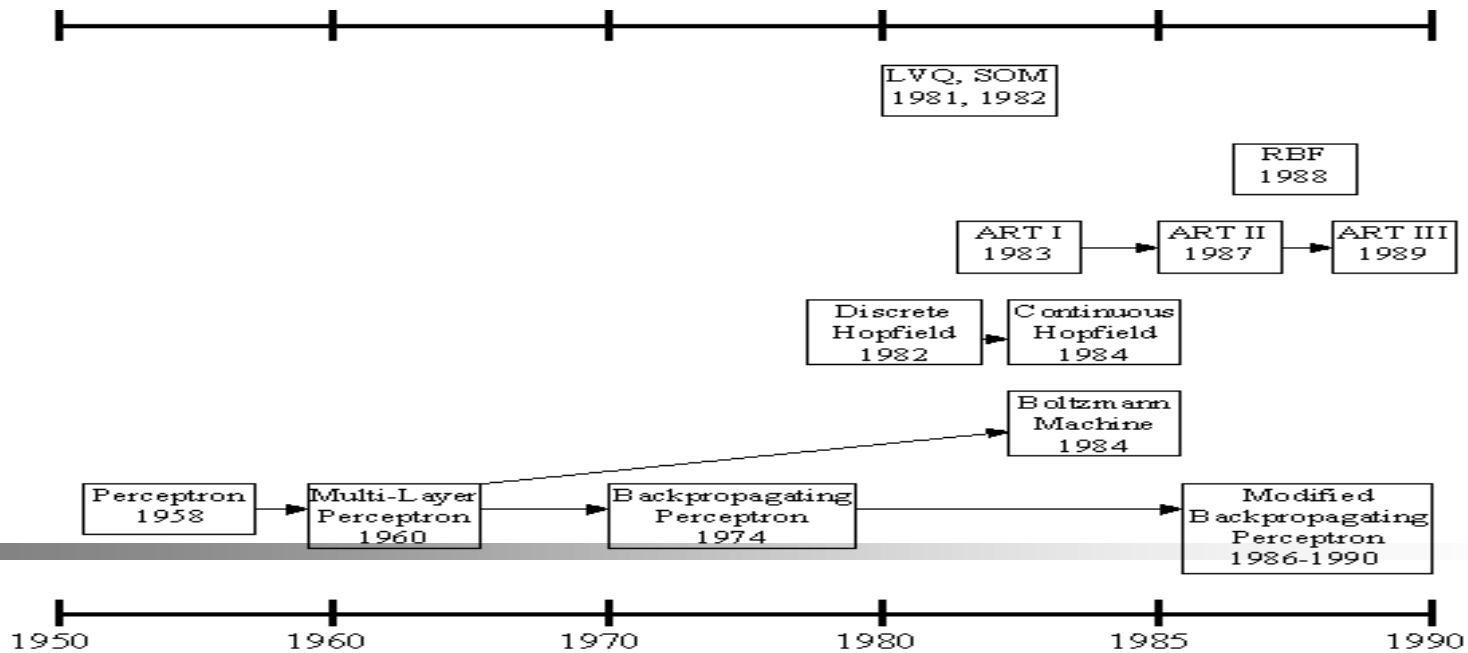 LVQ, SOM
1981, 1982
RBF
1988
ART I
1983
ART II
1987
ART III
1989
Discrete
Hopfield
1982
Continuous
Hopfield
1984
Boltzmann
Machine
1984
Perceptron
1958
Multi-Layer
Perceptron
1960
Backpropagating
Perceptron
1974
Modified
Backpropagating
Perceptron
1986-1990
1950
1960
1970
1980
1985
1990